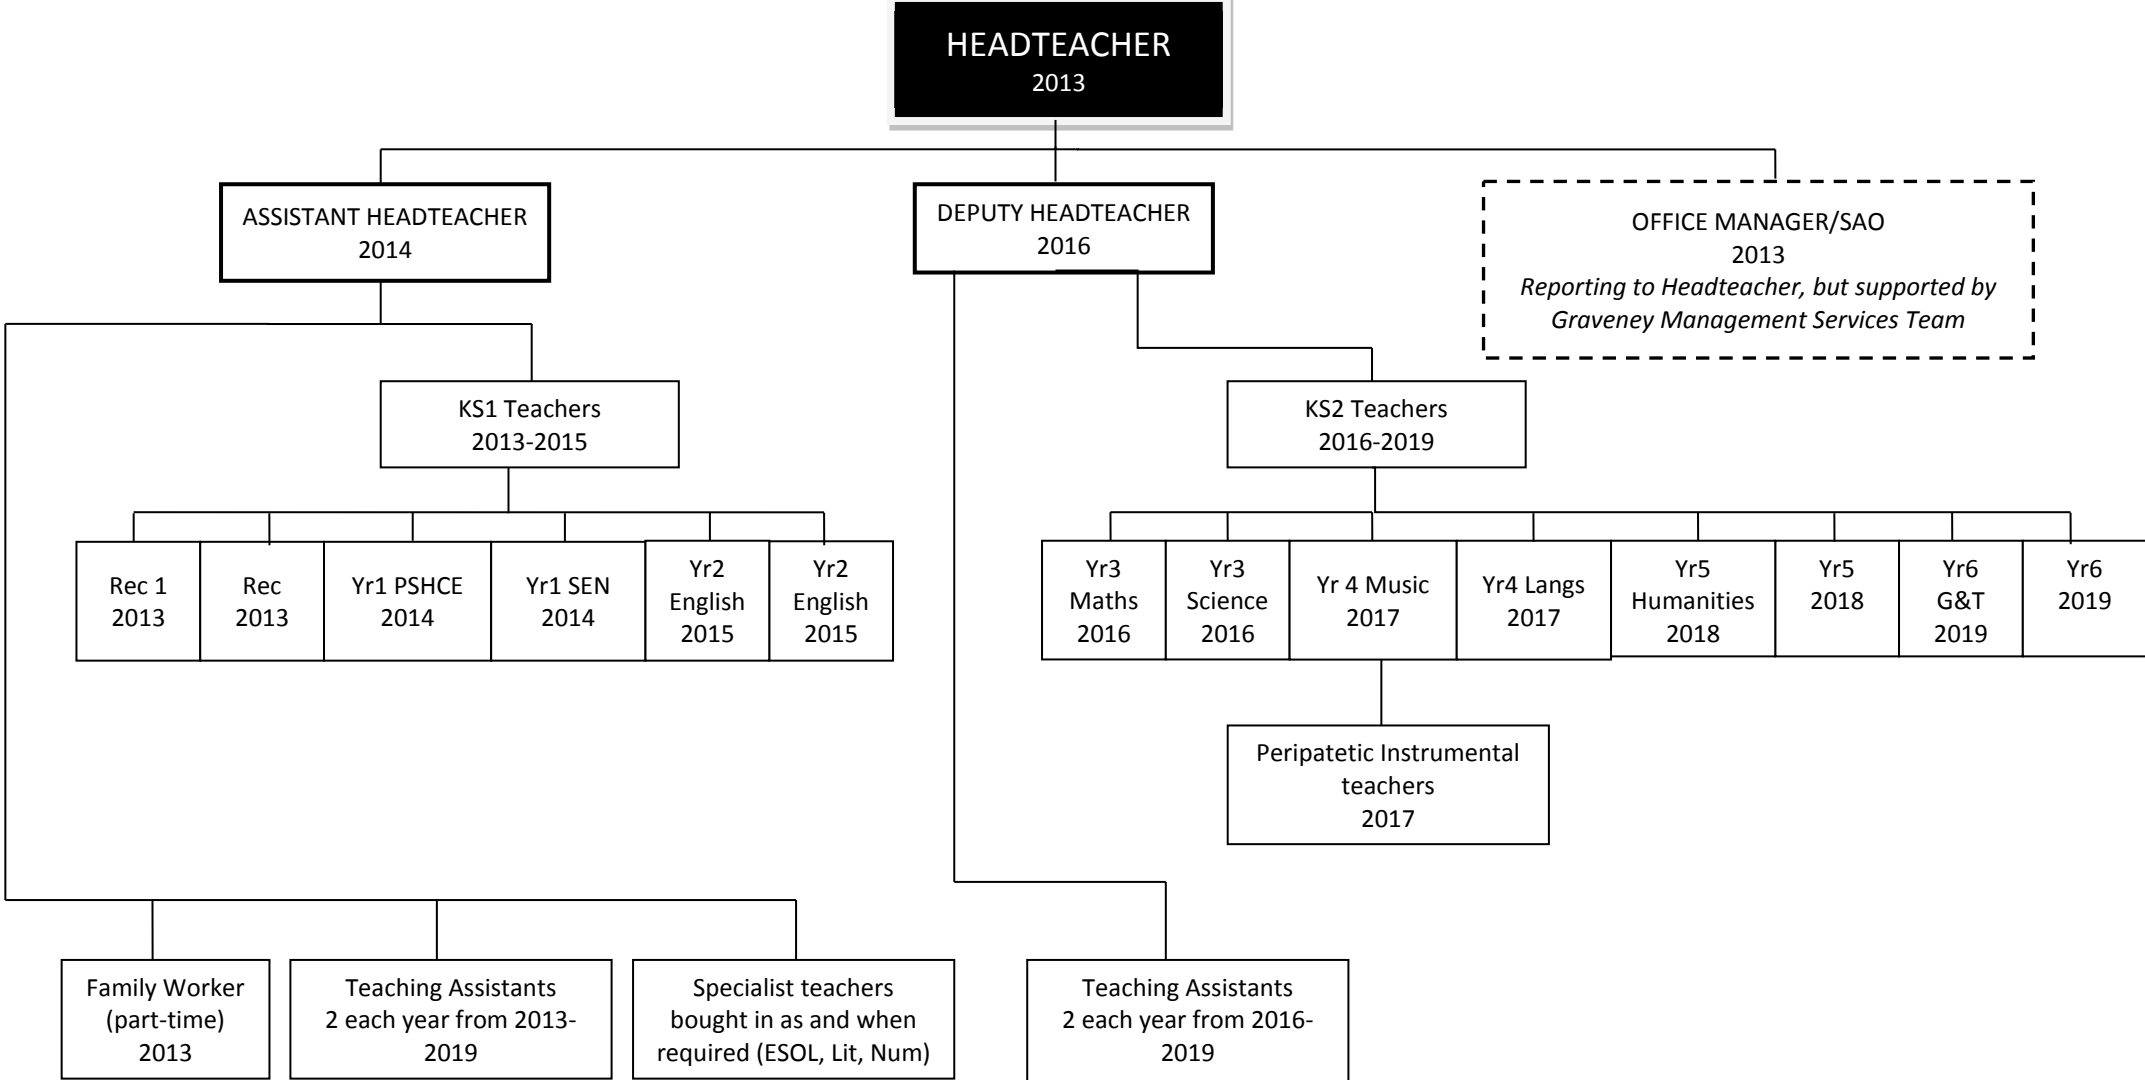 HEADTEACHER
2013
ASSISTANT HEADTEACHER
2014
DEPUTY HEADTEACHER
2016
OFFICE MANAGER/SAO
2013
Reporting to Headteacher, but supported by
Graveney Management Services Team
KS1 Teachers
2013-2015
KS2 Teachers
2016-2019
Rec 1
2013
Rec
2013
Yr1 PSHCE
2014
Yr1 SEN
2014
Yr2
English
2015
Yr2
English
2015
Yr3
Maths
2016
Yr3
Science
2016
Yr 4 Music
2017
Yr4 Langs
2017
Yr5
Humanities
2018
Yr5
2018
Yr6
G&T
2019
Yr6
2019
Peripatetic Instrumental
teachers
2017
Family Worker
(part-time)
2013
Teaching Assistants
2 each year from 2013-
2019
Specialist teachers
bought in as and when
required (ESOL, Lit, Num)
Teaching Assistants
2 each year from 2016-
2019